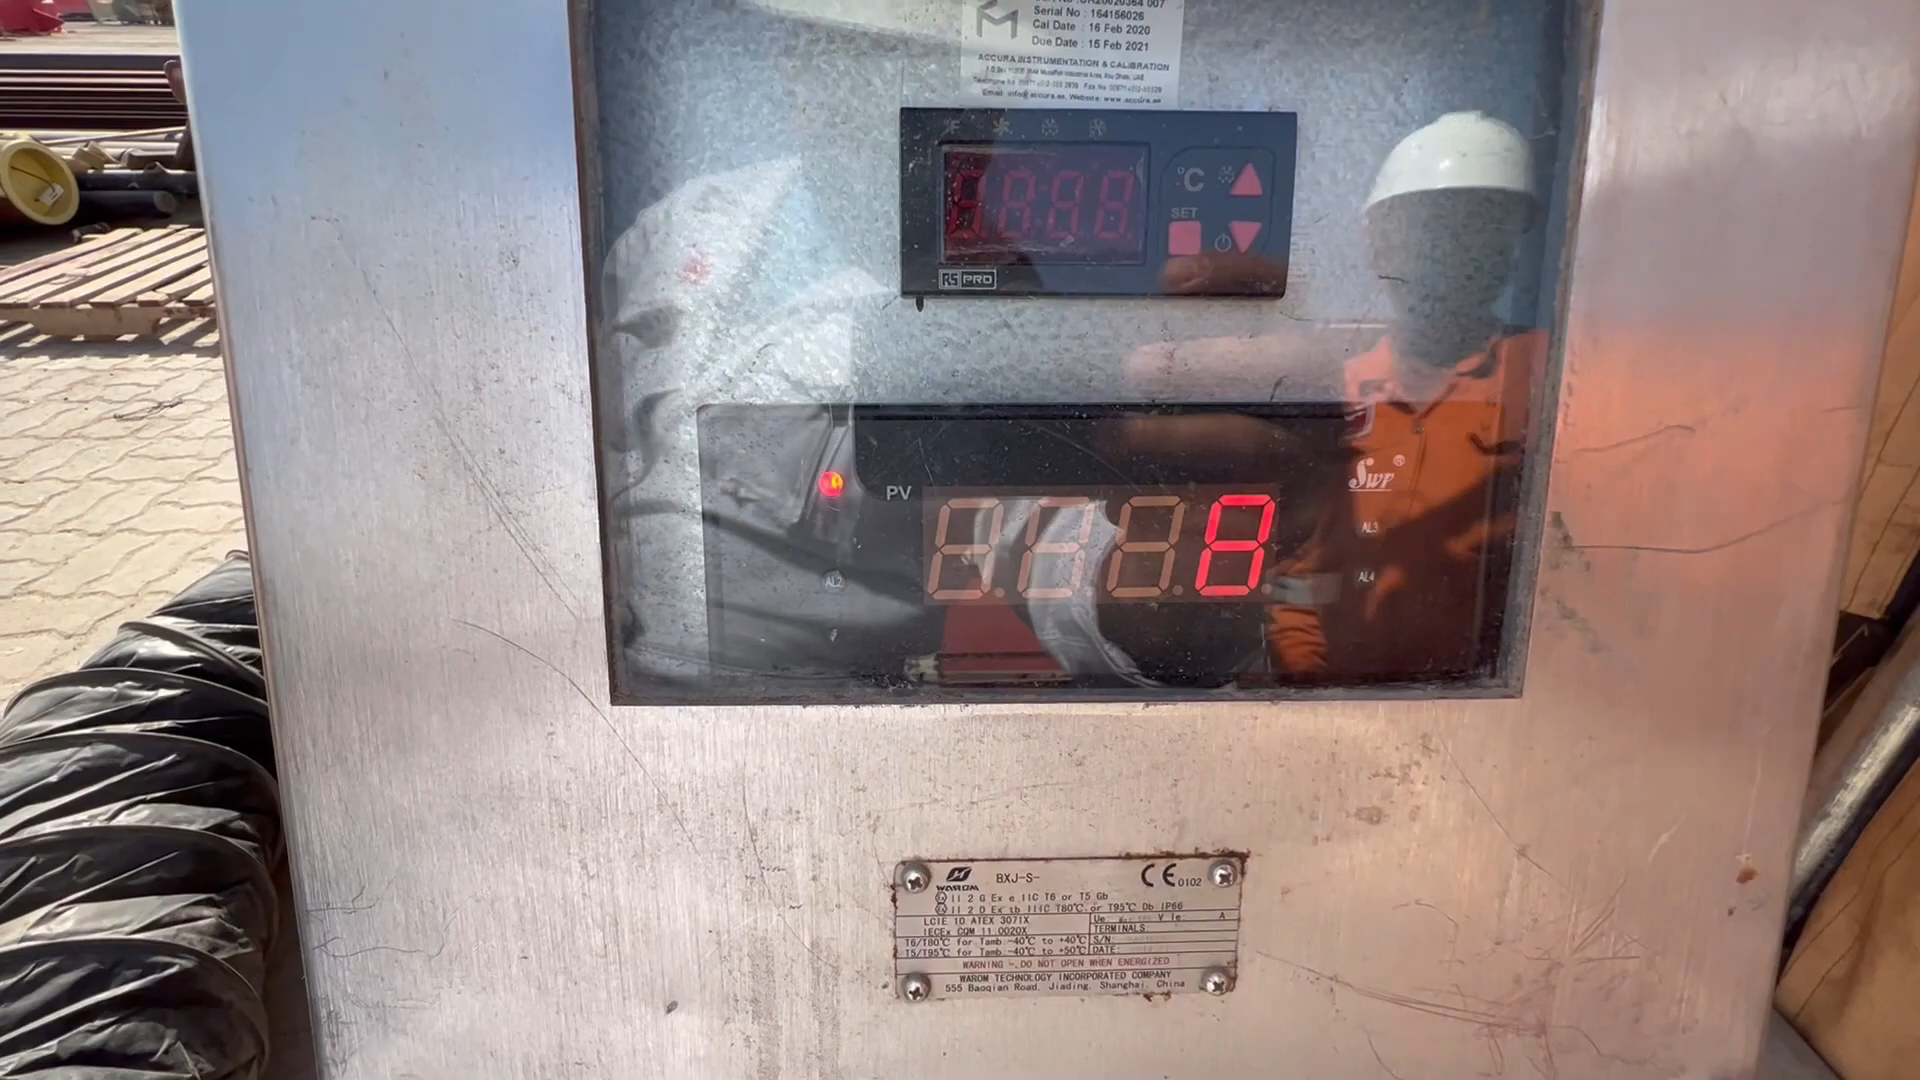 Serial No : 164156026
Cal Date : 16 Feb 2020
Due Date : 15 Feb 2021
ACCURA INSTRUMENTATION & CALIBRATION
Email: info@accura.ae, Website: www.accura.ae
°C
SET
RS PRO
PV
0
SWP®
AL3
AL2
AL4
WAROM
BXJ-S-
CE 0102
II 2 G Ex e IIC T6 or T5 Gb
II 2 D Ex tb IIIC T80℃ or T95℃ Db IP66
LCIE 10 ATEX 3071X
Ue: V Ie: A
IECEx CQM 11.0020X
TERMINALS
T6/T80℃ for Tamb -40℃ to +40℃
S/N:
T5/T95℃ for Tamb -40℃ to +50℃
DATE:
WARNING - DO NOT OPEN WHEN ENERGIZED
WAROM TECHNOLOGY INCORPORATED COMPANY
555 Baoqian Road, Jiading, Shanghai, China